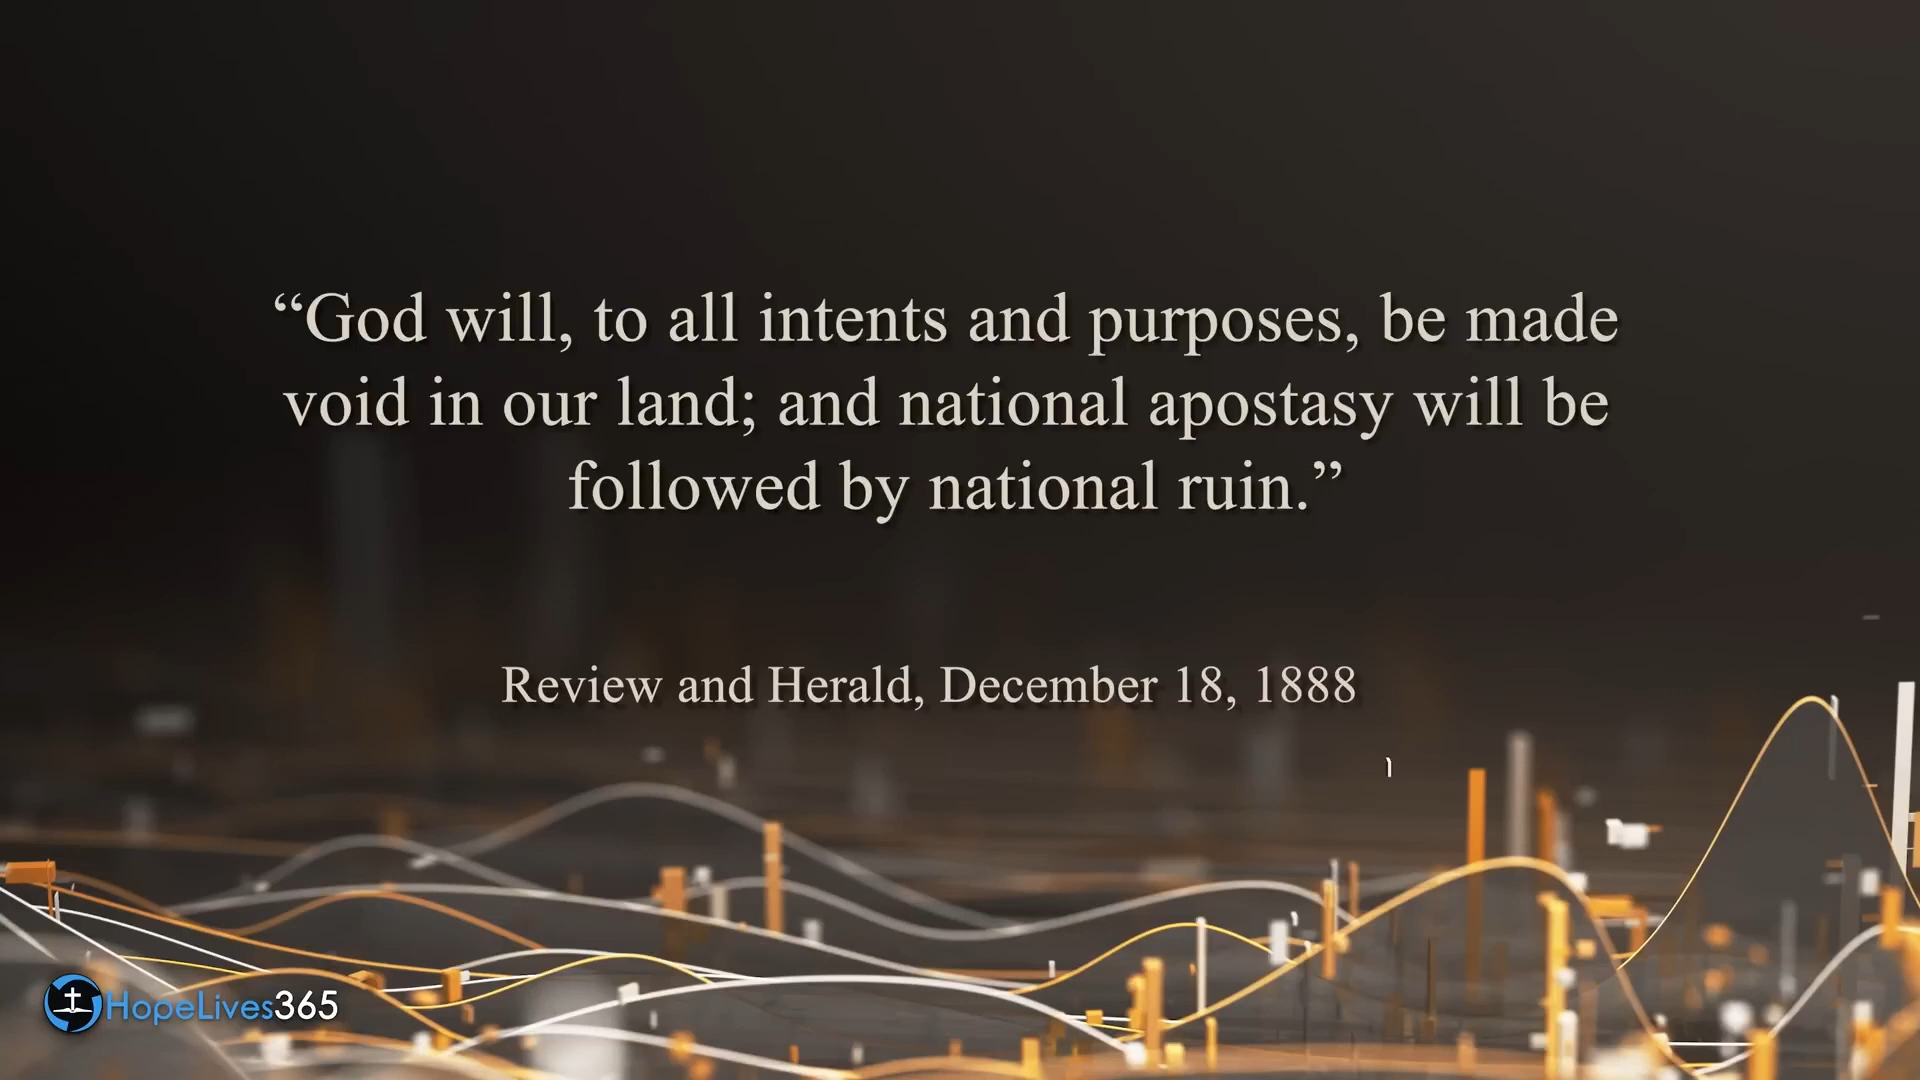 “God will, to all intents and purposes, be made
void in our land; and national apostasy will be
followed by national ruin.”
Review and Herald, December 18, 1888
HopeLives365